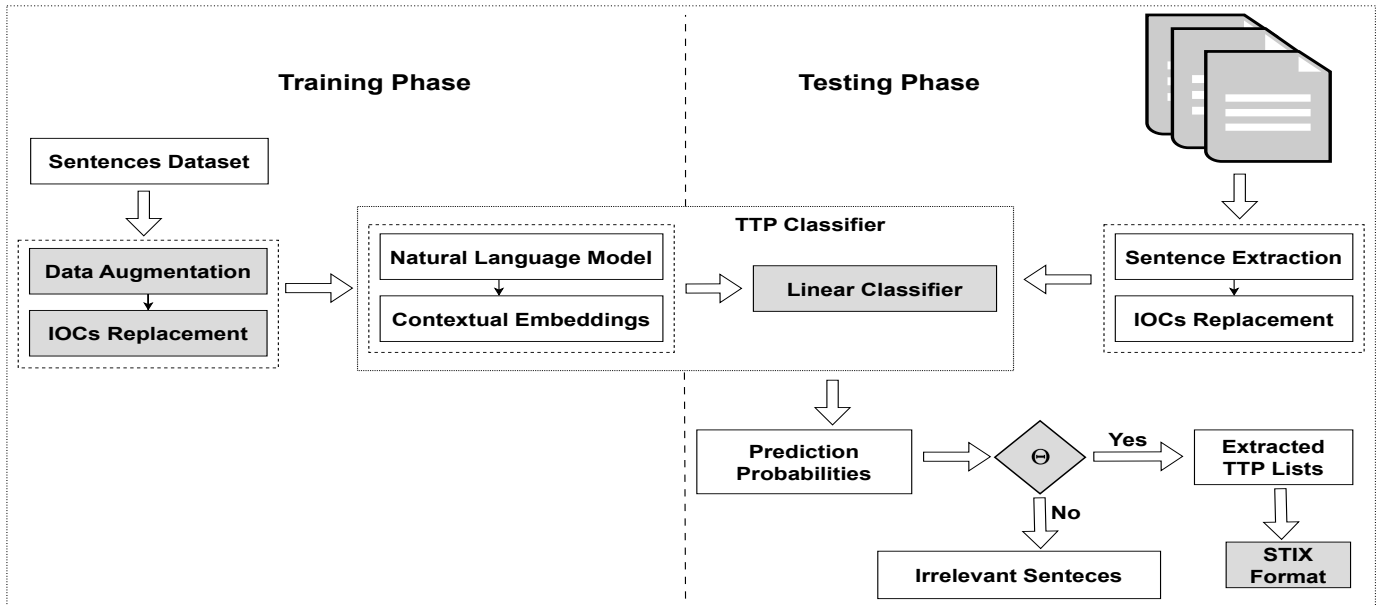 Training Phase
Testing Phase
Sentences Dataset
Data Augmentation
IOCs Replacement
TTP Classifier
Natural Language Model
Contextual Embeddings
Linear Classifier
Sentence Extraction
IOCs Replacement
Prediction
Probabilities
Θ
Yes
No
Extracted
TTP Lists
Irrelevant Senteces
STIX
Format